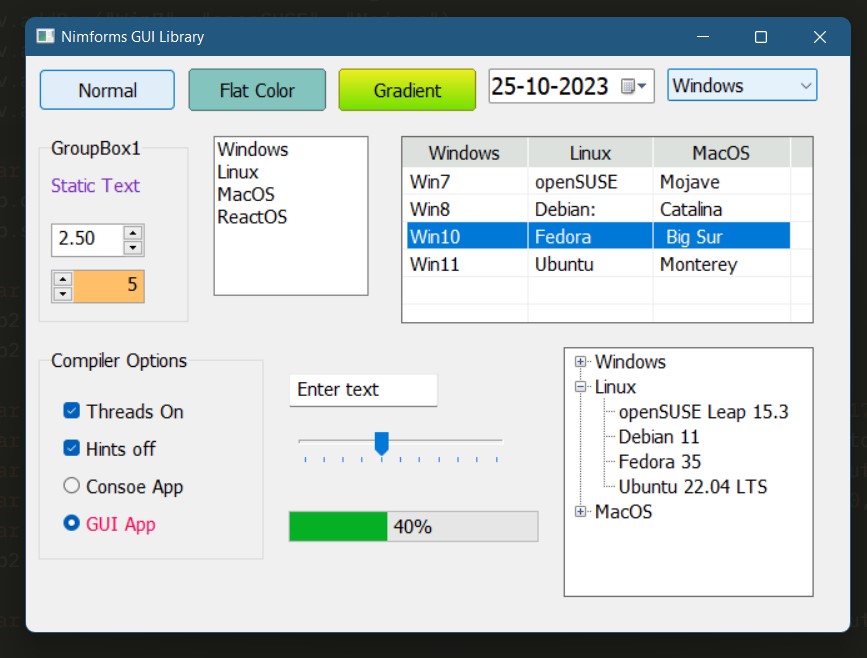 Nimforms GUI Library
Normal
Flat Color
Gradient
25-10-2023
Windows
GroupBox1
Static Text
2.50
5
Windows
Linux
MacOS
ReactOS
Windows Linux MacOS
Win7 openSUSE Mojave
Win8 Debian: Catalina
Win10 Fedora Big Sur
Win11 Ubuntu Monterey
Compiler Options
Threads On
Hints off
Consoe App
GUI App
Enter text
40%
Windows
Linux
openSUSE Leap 15.3
Debian 11
Fedora 35
Ubuntu 22.04 LTS
MacOS